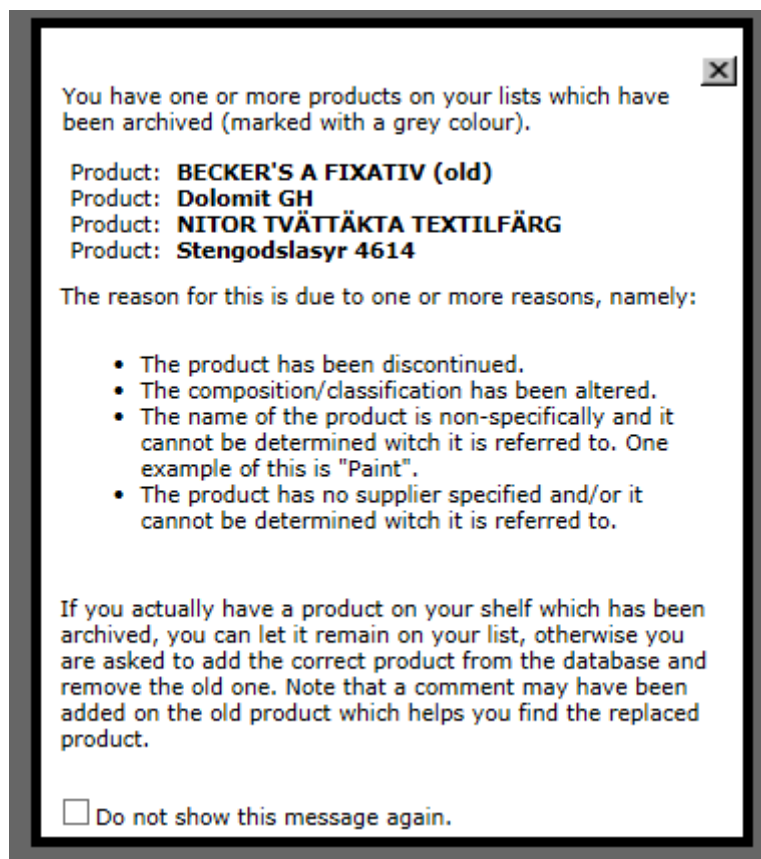 You have one or more products on your lists which have
been archived (marked with a grey colour).
Product: BECKER'S A FIXATIV (old)
Product: Dolomit GH
Product: NITOR TVÄTTÄKTA TEXTILFÄRG
Product: Stengodslasyr 4614
The reason for this is due to one or more reasons, namely:
• The product has been discontinued.
• The composition/classification has been altered.
• The name of the product is non-specifically and it
cannot be determined witch it is referred to. One
example of this is "Paint".
• The product has no supplier specified and/or it
cannot be determined witch it is referred to.
If you actually have a product on your shelf which has been
archived, you can let it remain on your list, otherwise you
are asked to add the correct product from the database and
remove the old one. Note that a comment may have been
added on the old product which helps you find the replaced
product.
Do not show this message again.